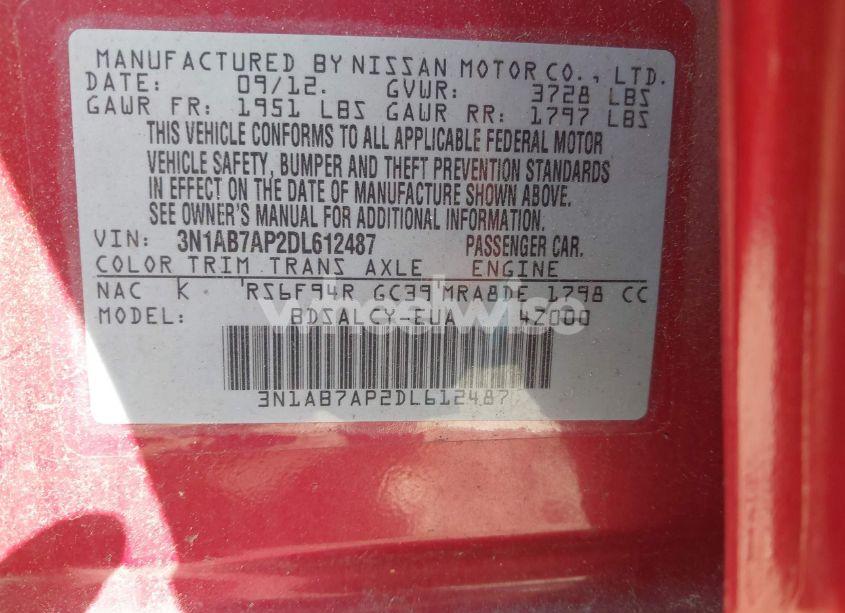 MANUFACTURED BY NISSAN MOTOR CO., LTD.
DATE: 09/12. GVWR: 3728 LBS
GAWR FR: 1951 LBS GAWR RR: 1797 LBS
THIS VEHICLE CONFORMS TO ALL APPLICABLE FEDERAL MOTOR
VEHICLE SAFETY, BUMPER AND THEFT PREVENTION STANDARDS
IN EFFECT ON THE DATE OF MANUFACTURE SHOWN ABOVE.
SEE OWNER'S MANUAL FOR ADDITIONAL INFORMATION.
VIN: 3N1AB7AP2DL612487 PASSENGER CAR.
COLOR TRIM TRANS AXLE ENGINE
NAC K RS6F94R GC39 MRA8DE 1798 CC
MODEL: BDSALCY-EUA 4Z000
3N1AB7AP2DL612487